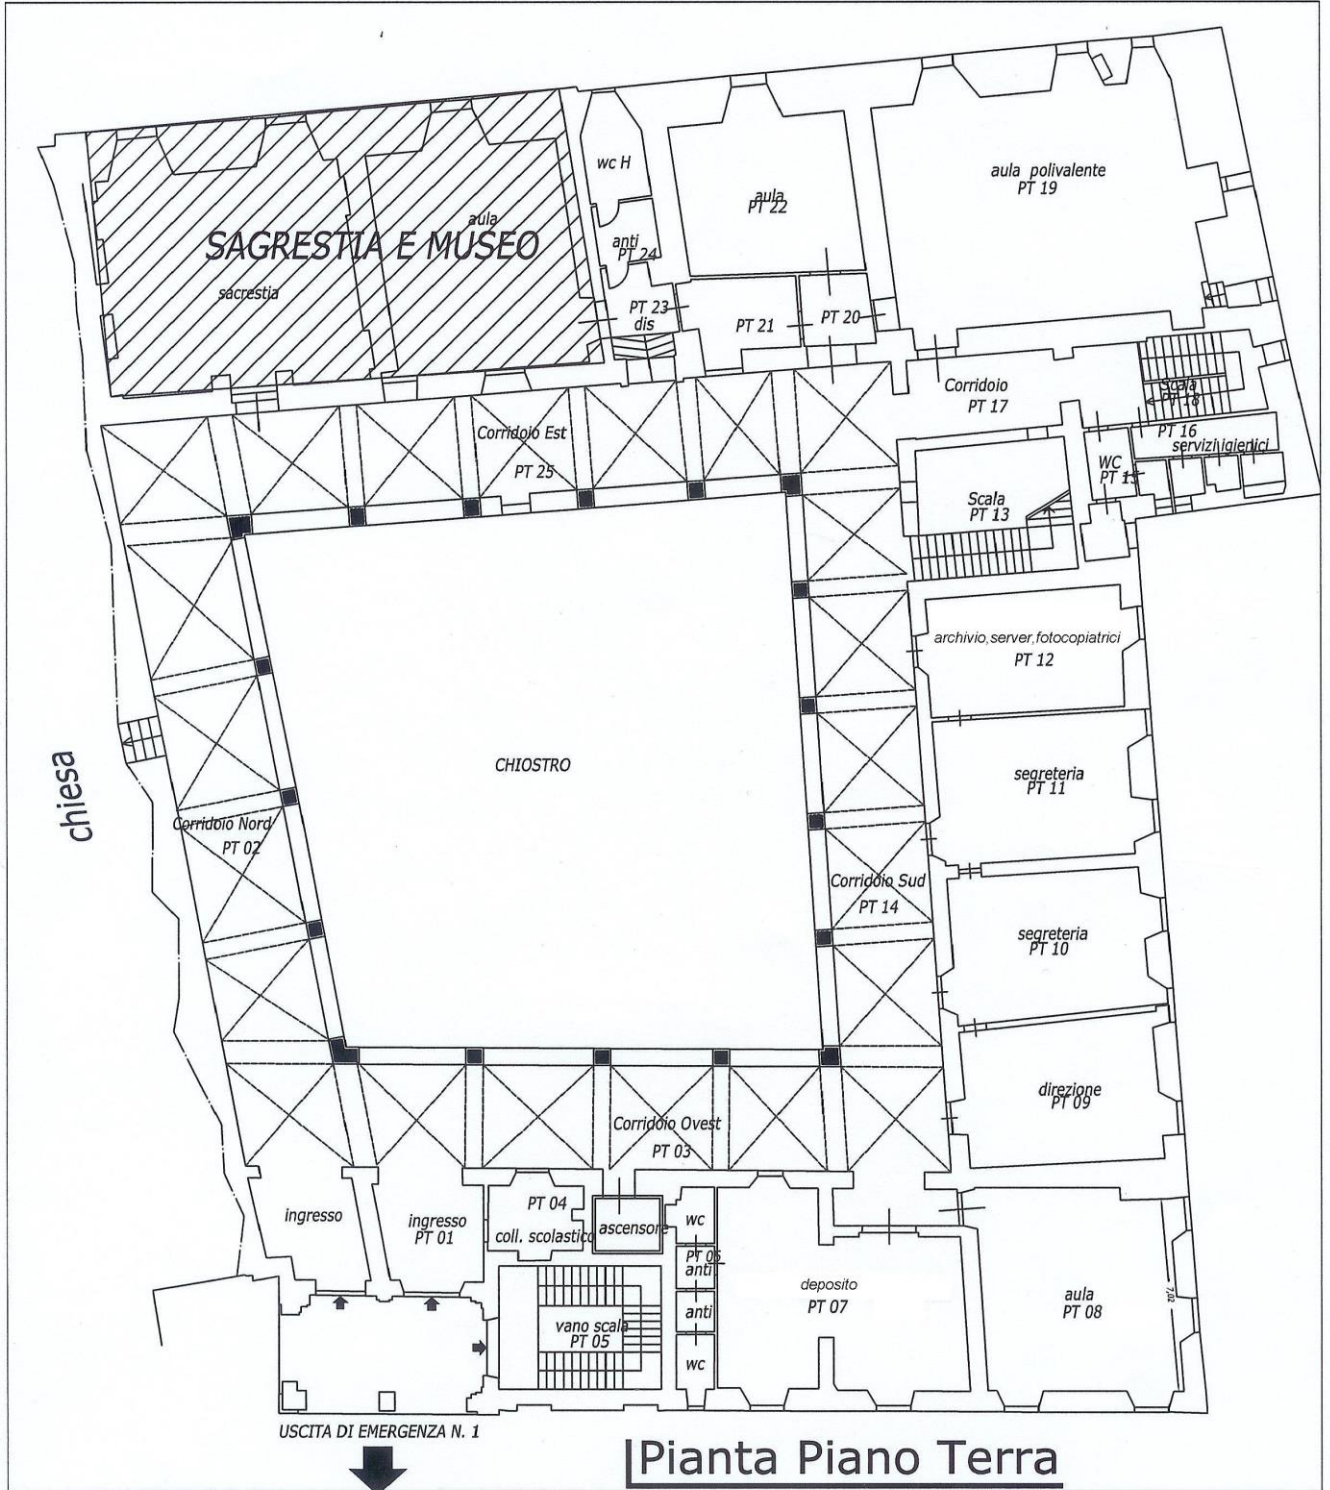 wc H
aula polivalente
PT 19
aula
PT 22
aula
SAGRESTIA E MUSEO
sacrestia
anti
PT 24
PT 23
dis
PT 21
PT 20
Corridoio
PT 17
Scala
PT 18
PT 16
servizi igienici
WC
PT 15
Corridoio Est
PT 25
Scala
PT 13
archivio,server,fotocopiatrici
PT 12
CHIOSTRO
segreteria
PT 11
chiesa
Corridoio Nord
PT 02
Corridoio Sud
PT 14
segreteria
PT 10
direzione
PT 09
Corridoio Ovest
PT 03
ingresso
ingresso
PT 01
PT 04
coll. scolastico
ascensore
wc
PT 06
anti
anti
wc
vano scala
PT 05
deposito
PT 07
aula
PT 08
7,02
USCITA DI EMERGENZA N. 1
Pianta Piano Terra